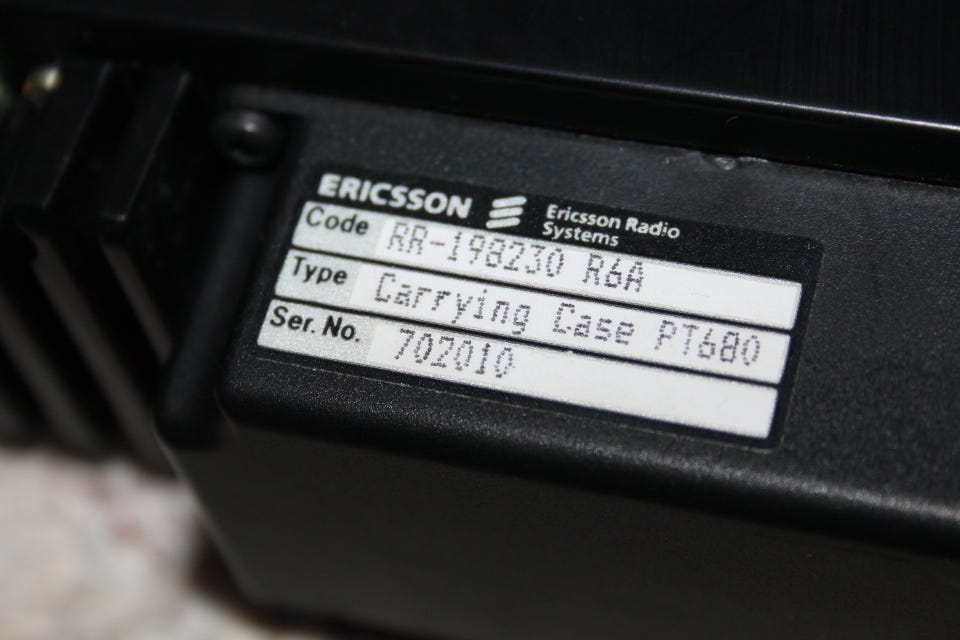 ERICSSON Ericsson Radio
Systems
Code RR-198230 R6A
Type Carrying Case PT680
Ser. No. 702010